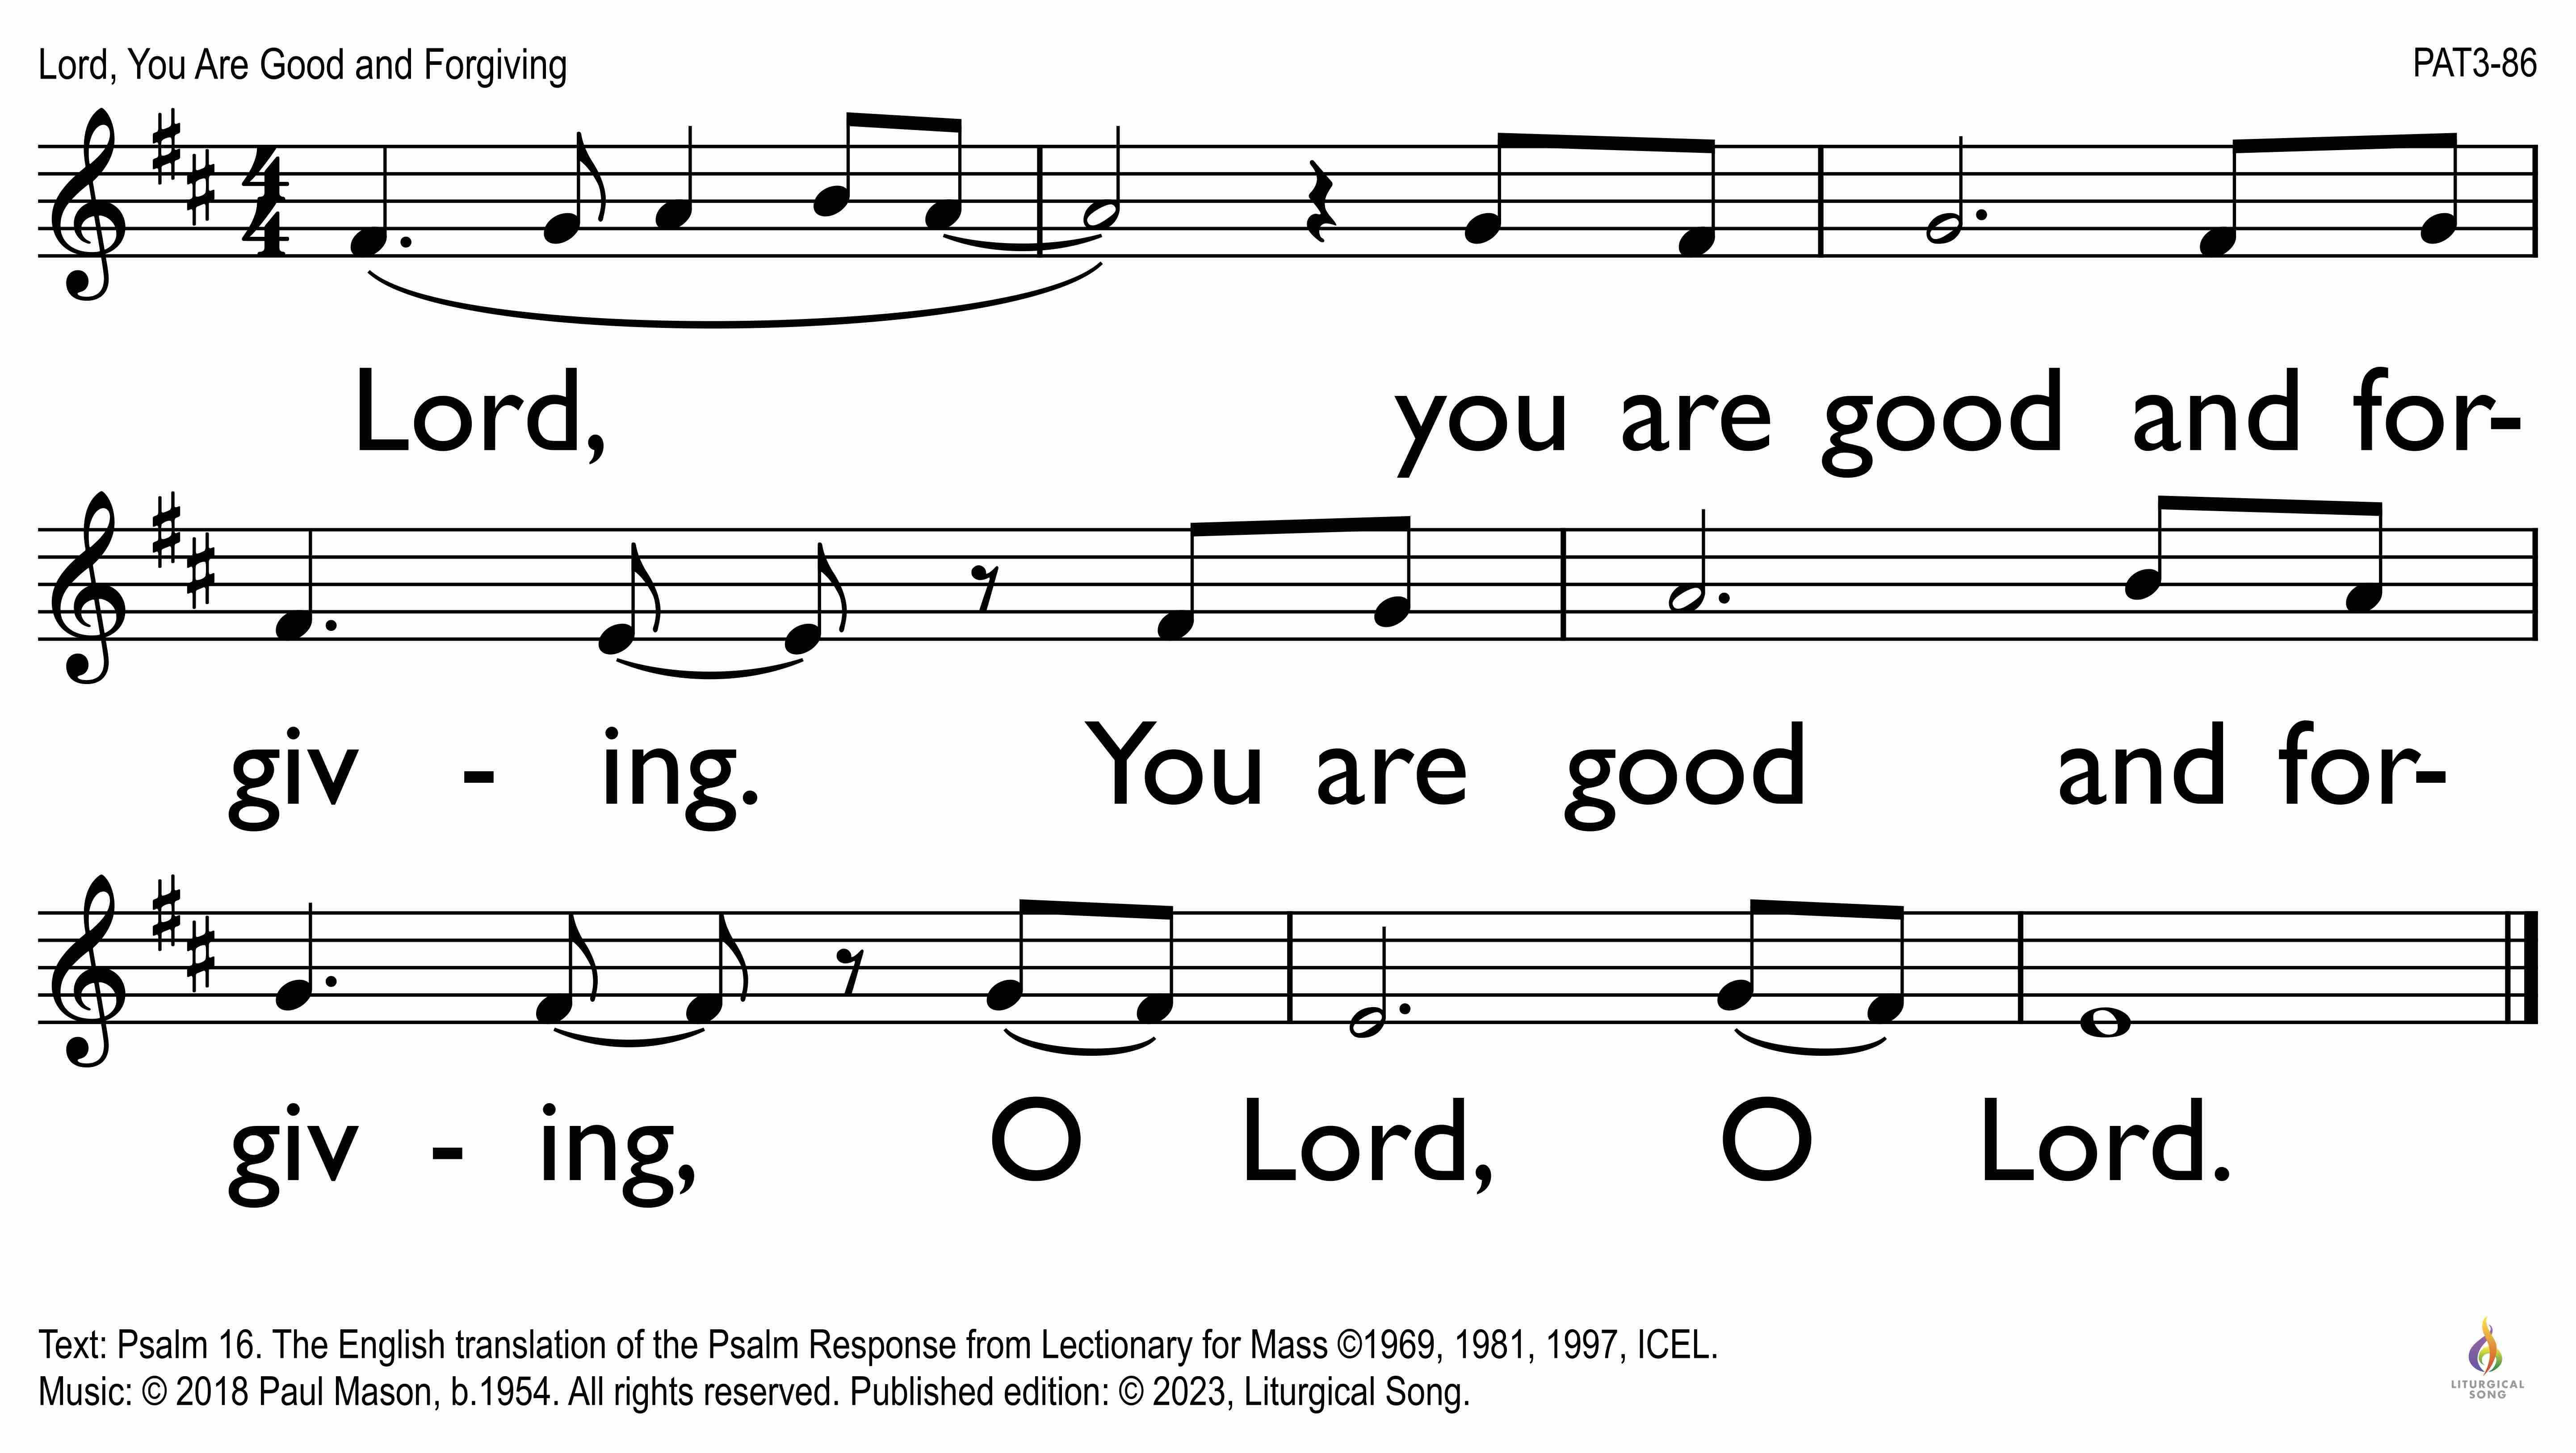 Lord, You Are Good and Forgiving PAT3-86
4
4
Lord, you are good and for-
giv - ing. You are good and for-
giv - ing, O Lord, O Lord.
Text: Psalm 16. The English translation of the Psalm Response from Lectionary for Mass ©1969, 1981, 1997, ICEL.
Music: © 2018 Paul Mason, b.1954. All rights reserved. Published edition: © 2023, Liturgical Song.
LITURGICAL
SONG